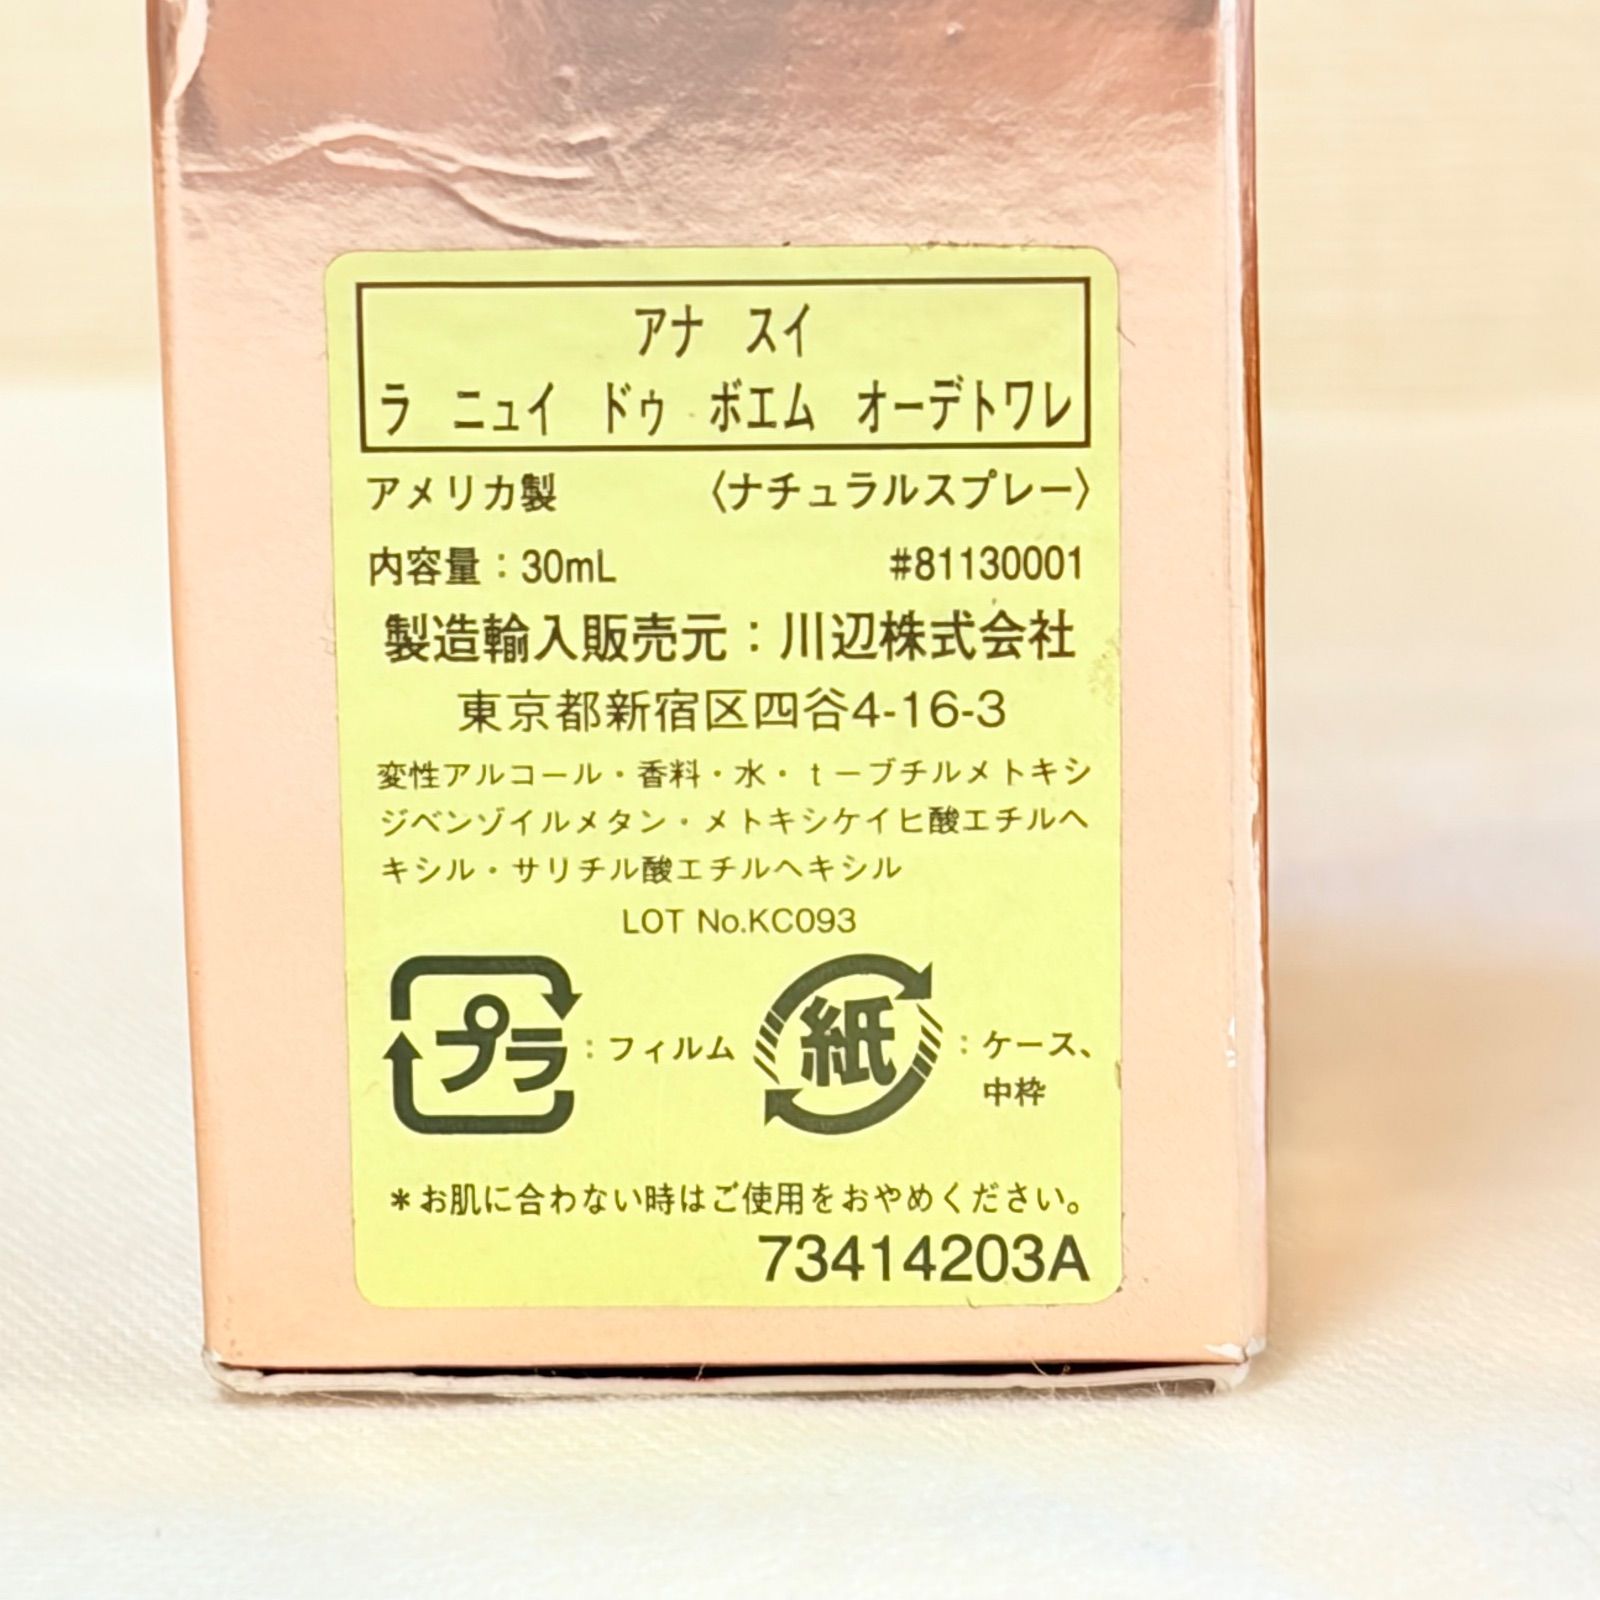 アナ スイ
ラ ニュイ ドゥ ボエム オーデトワレ
アメリカ製 〈ナチュラルスプレー〉
内容量：30mL #81130001
製造輸入販売元：川辺株式会社
東京都新宿区四谷4-16-3
変性アルコール・香料・水・t－ブチルメトキシ
ジベンゾイルメタン・メトキシケイヒ酸エチルヘ
キシル・サリチル酸エチルヘキシル
LOT No.KC093
プラ：フィルム 紙：ケース、
中枠
＊お肌に合わない時はご使用をおやめください。
73414203A